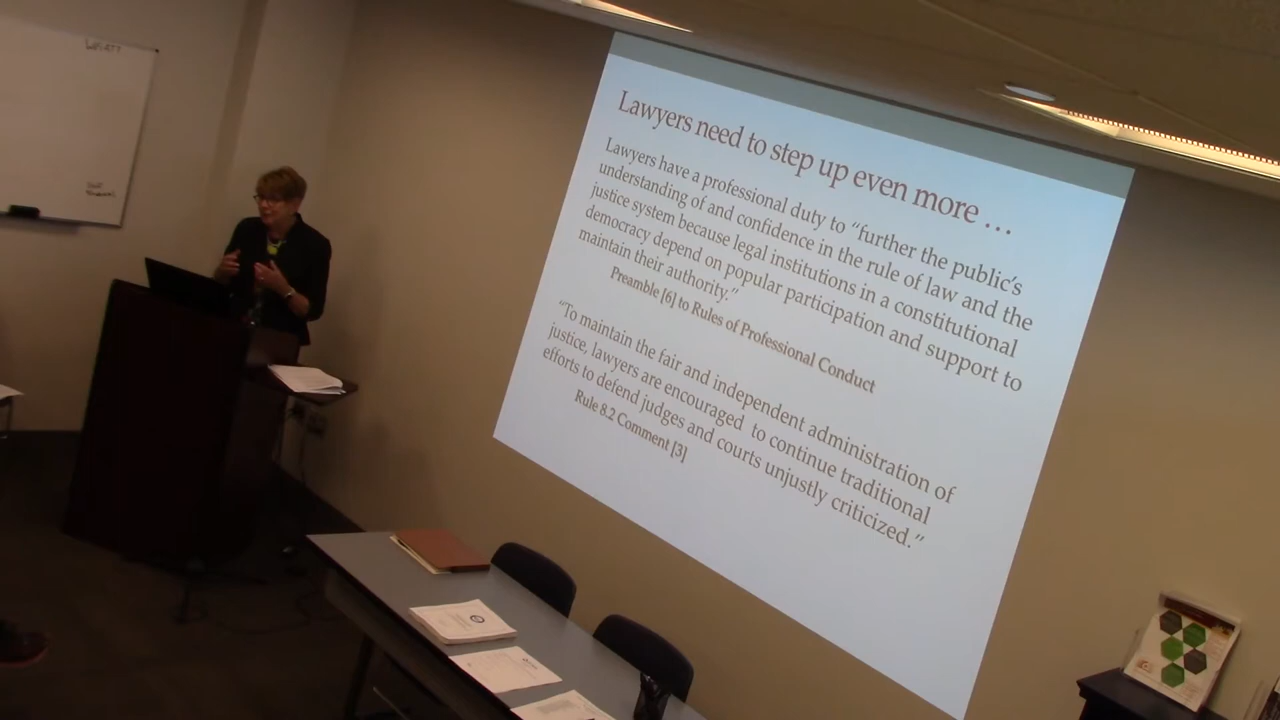 Lawyers need to step up even more …
Lawyers have a professional duty to “further the public’s
understanding of and confidence in the rule of law and the
justice system because legal institutions in a constitutional
democracy depend on popular participation and support to
maintain their authority.”
Preamble [6] to Rules of Professional Conduct
“To maintain the fair and independent administration of
justice, lawyers are encouraged to continue traditional
efforts to defend judges and courts unjustly criticized.”
Rule 8.2 Comment [3]